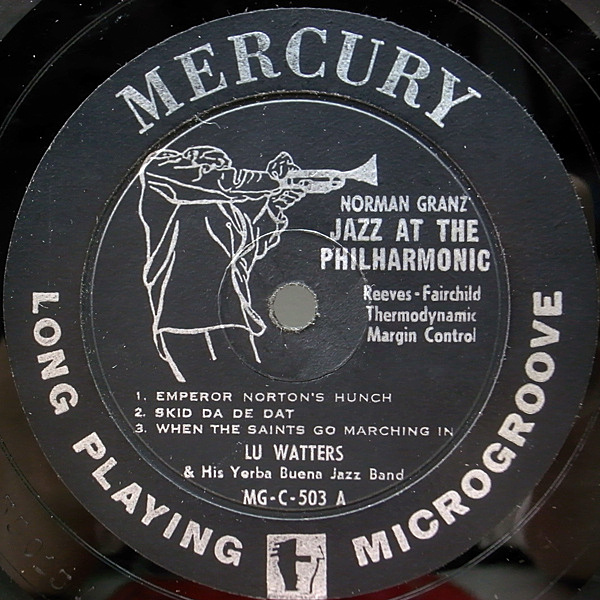 MERCURY
NORMAN GRANZ'
JAZZ AT THE
PHILHARMONIC
Reeves-Fairchild
Thermodynamic
Margin Control
1. EMPEROR NORTON'S HUNCH
2. SKID DA DE DAT
3. WHEN THE SAINTS GO MARCHING IN
LU WATTERS
& His Yerba Buena Jazz Band
MG-C-503 A
LONG PLAYING MICROGROOVE